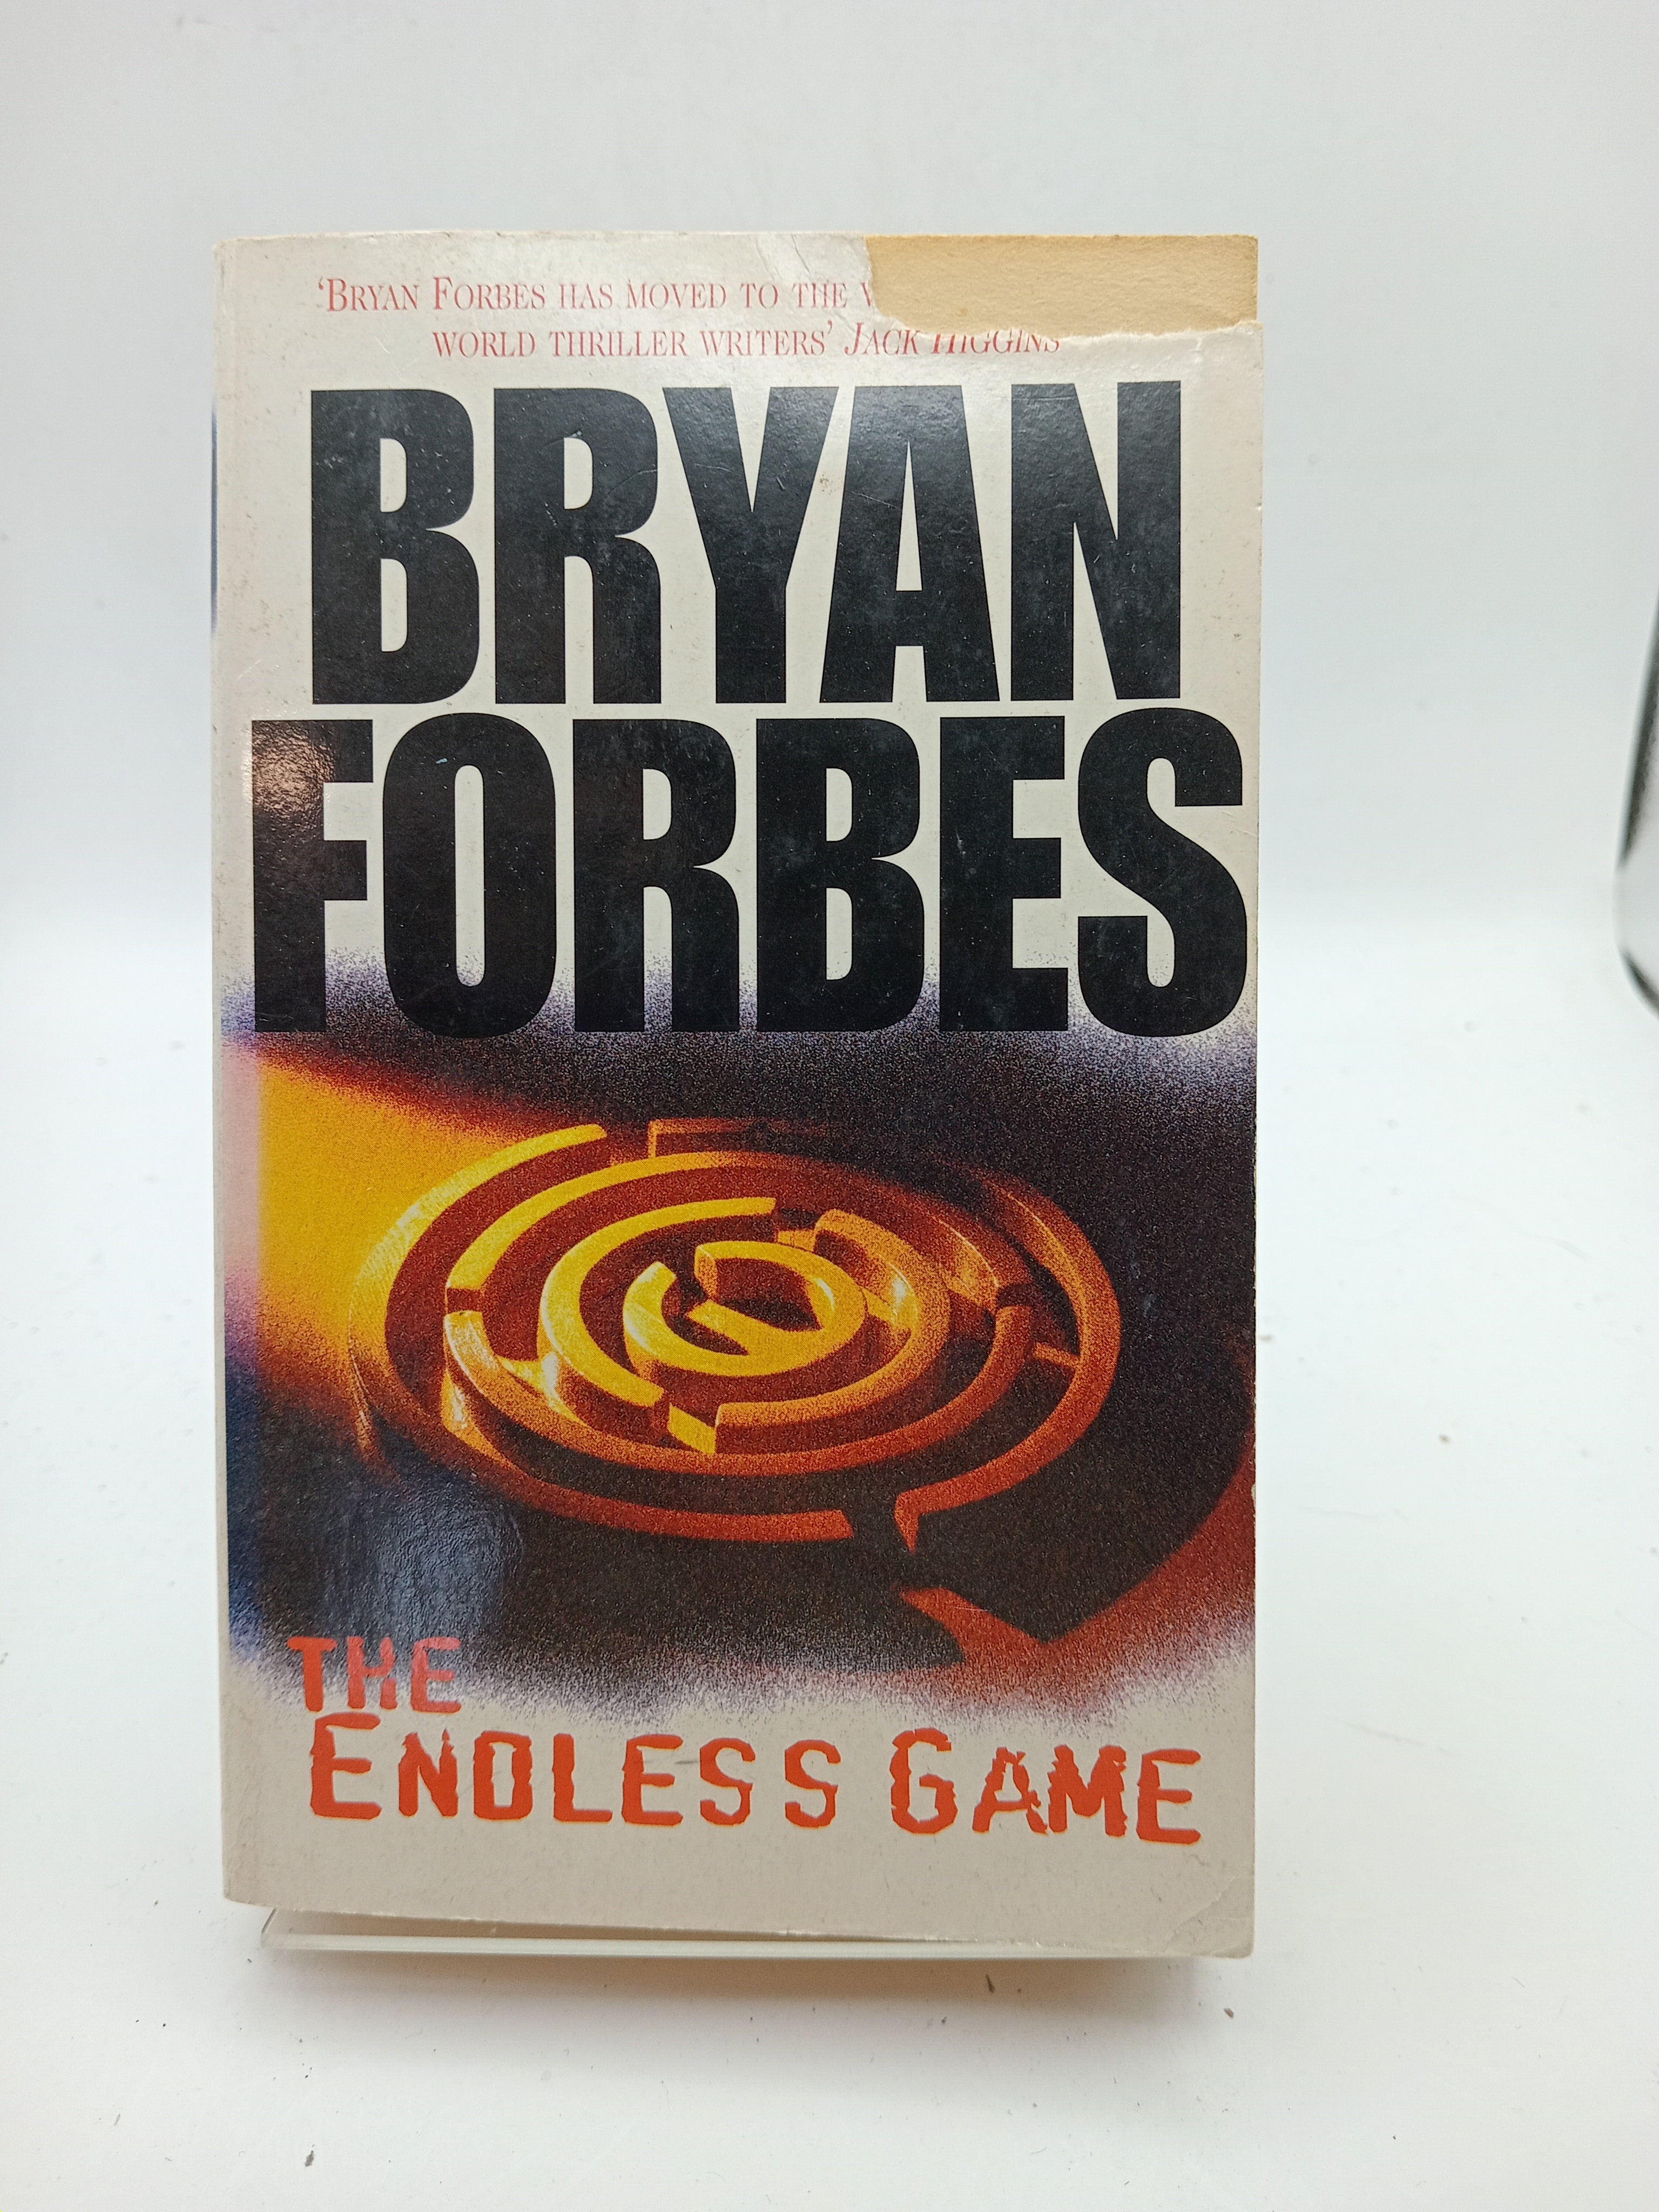 ‘BRYAN FORBES HAS MOVED TO THE
WORLD THRILLER WRITERS’ JACK HIGGINS
BRYAN
FORBES
THE
ENDLESS GAME